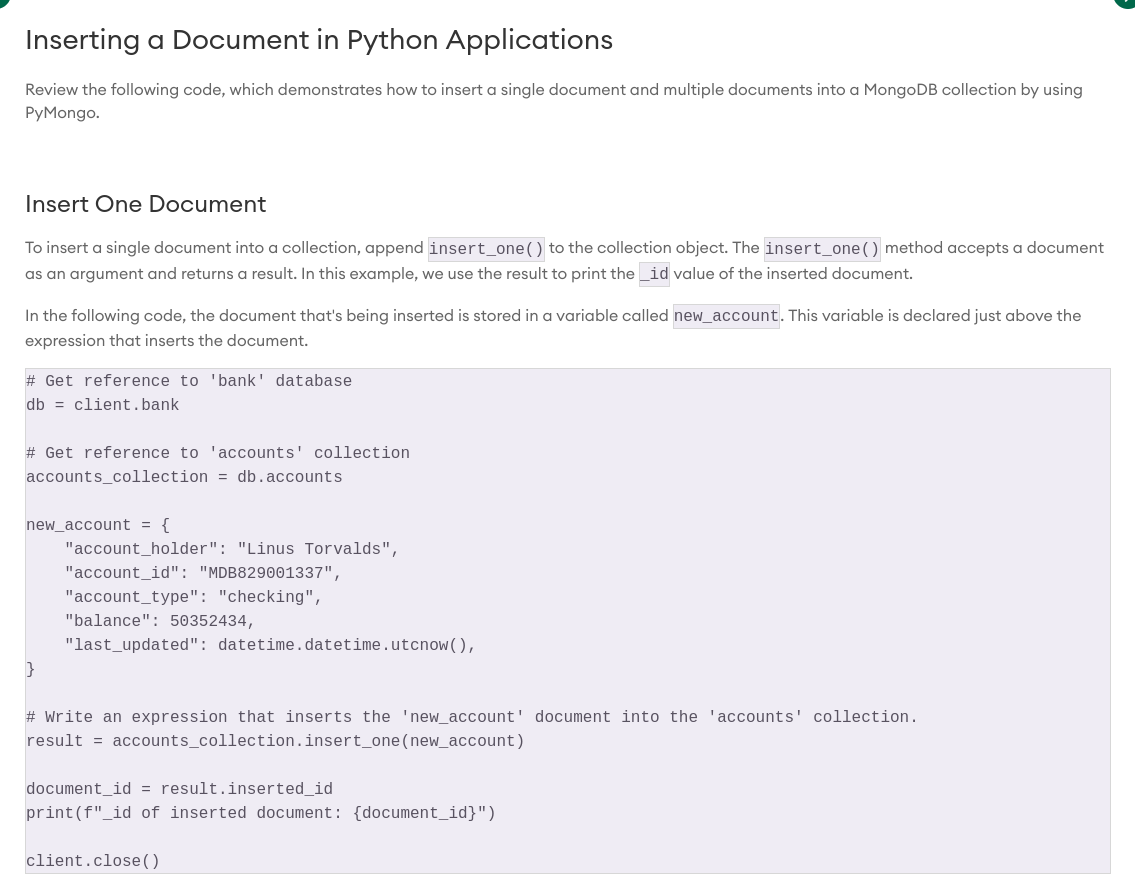 Inserting a Document in Python Applications
Review the following code, which demonstrates how to insert a single document and multiple documents into a MongoDB collection by using
PyMongo.
Insert One Document
To insert a single document into a collection, append insert_one() to the collection object. The insert_one() method accepts a document
as an argument and returns a result. In this example, we use the result to print the _id value of the inserted document.
In the following code, the document that's being inserted is stored in a variable called new_account. This variable is declared just above the
expression that inserts the document.
# Get reference to 'bank' database
db = client.bank
# Get reference to 'accounts' collection
accounts_collection = db.accounts
new_account = {
    "account_holder": "Linus Torvalds",
    "account_id": "MDB829001337",
    "account_type": "checking",
    "balance": 50352434,
    "last_updated": datetime.datetime.utcnow(),
}
# Write an expression that inserts the 'new_account' document into the 'accounts' collection.
result = accounts_collection.insert_one(new_account)
document_id = result.inserted_id
print(f"_id of inserted document: {document_id}")
client.close()